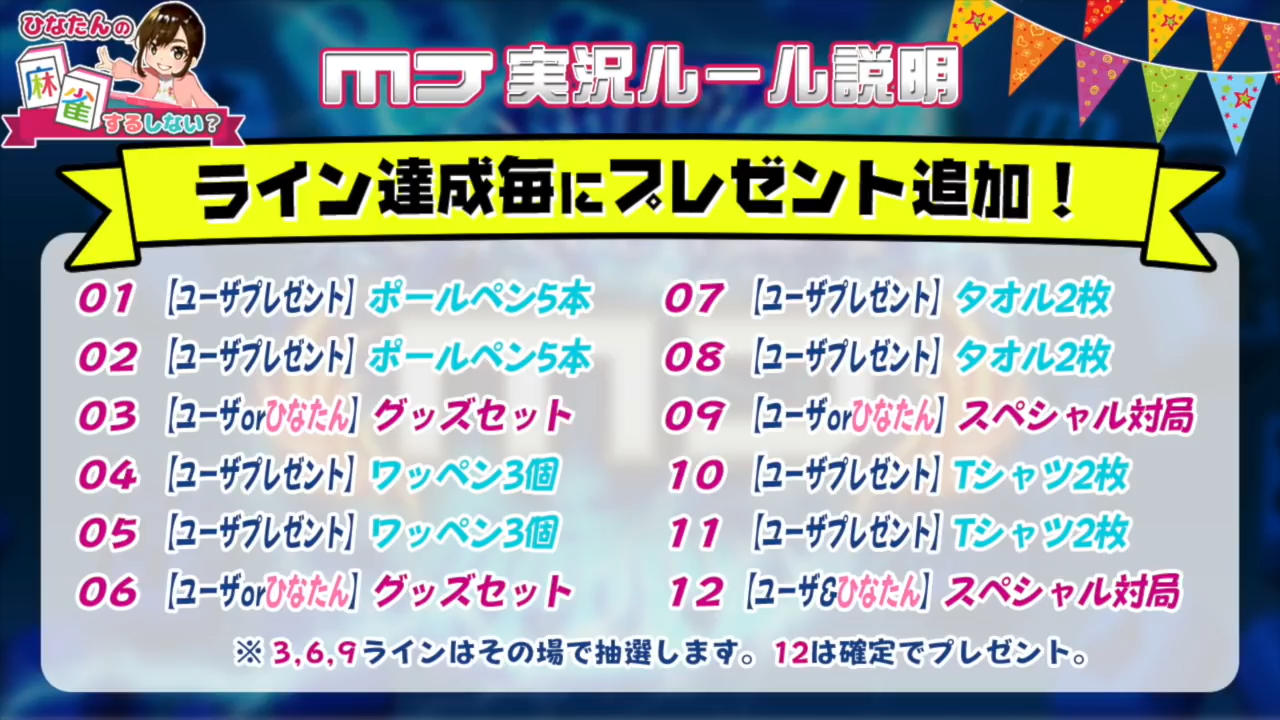 ひなたんの
麻
雀
するしない？
MJ 実況ルール説明
ライン達成毎にプレゼント追加！
01 【ユーザプレゼント】ボールペン5本
02 【ユーザプレゼント】ボールペン5本
03 【ユーザorひなたん】グッズセット
04 【ユーザプレゼント】ワッペン3個
05 【ユーザプレゼント】ワッペン3個
06 【ユーザorひなたん】グッズセット
07 【ユーザプレゼント】タオル2枚
08 【ユーザプレゼント】タオル2枚
09 【ユーザorひなたん】スペシャル対局
10 【ユーザプレゼント】Tシャツ2枚
11 【ユーザプレゼント】Tシャツ2枚
12 【ユーザ&ひなたん】スペシャル対局
※ 3,6,9ラインはその場で抽選します。12は確定でプレゼント。